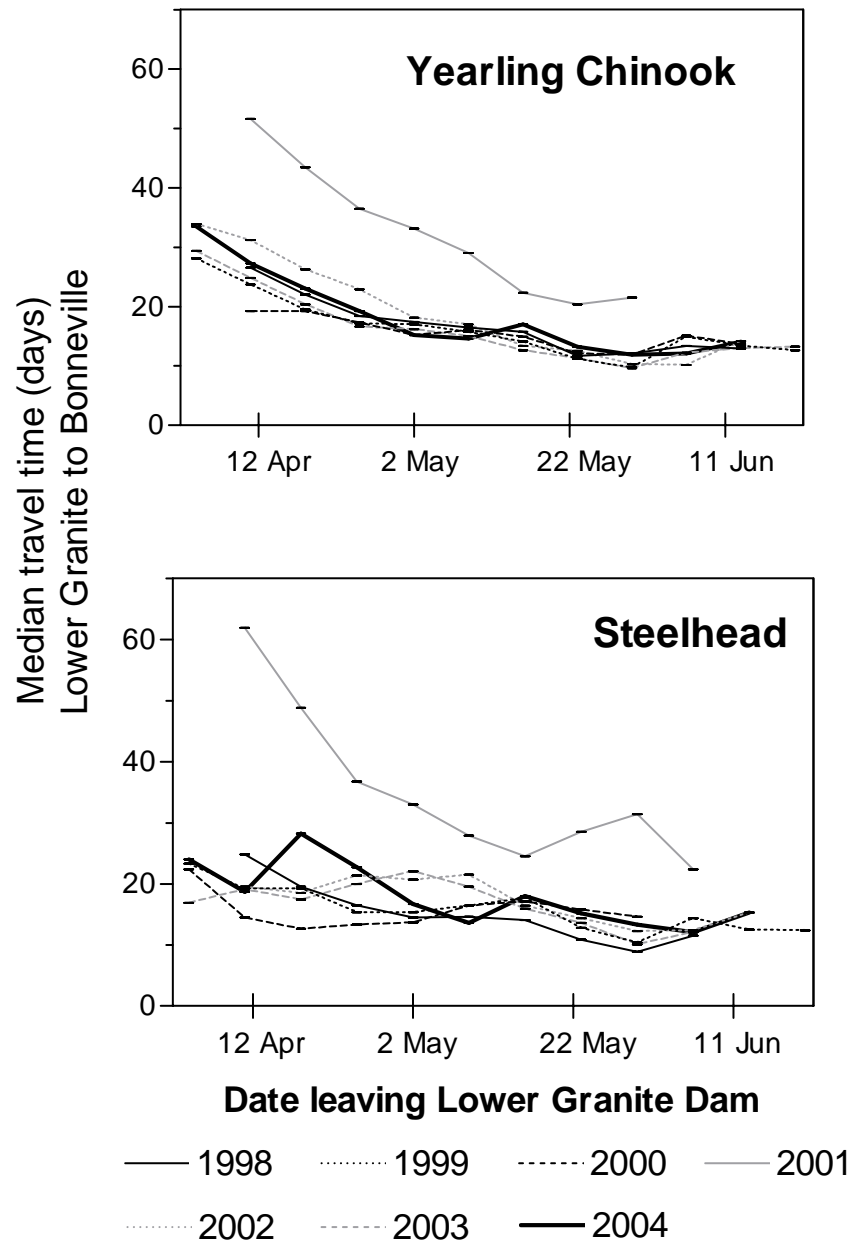 Median travel time (days)
Lower Granite to Bonneville
Yearling Chinook
60
40
20
0
12 Apr
2 May
22 May
11 Jun
Steelhead
60
40
20
0
12 Apr
2 May
22 May
11 Jun
Date leaving Lower Granite Dam
1998
1999
2000
2001
2002
2003
2004